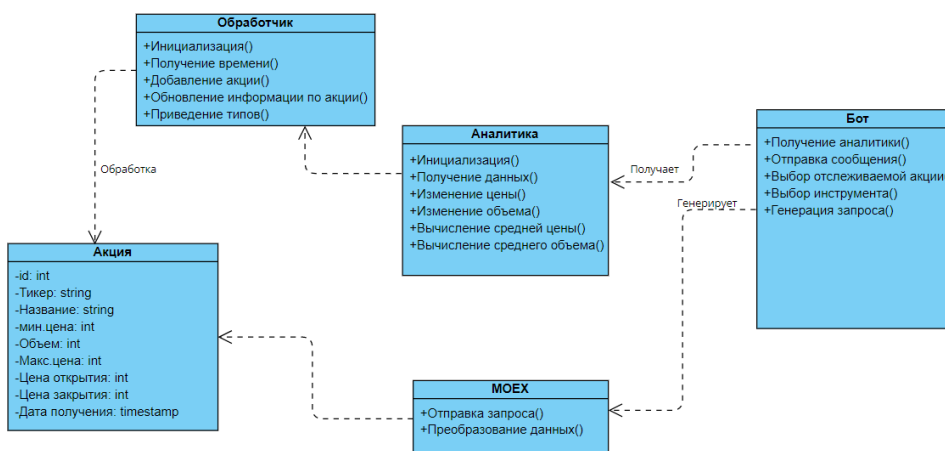 Обработчик
+Инициализация()
+Получение времени()
+Добавление акции()
+Обновление информации по акции()
+Приведение типов()
Обработка
Аналитика
+Инициализация()
+Получение данных()
+Изменение цены()
+Изменение объема()
+Вычисление средней цены()
+Вычисление среднего объема()
Получает
Генерирует
Бот
+Получение аналитики()
+Отправка сообщения()
+Выбор отслеживаемой акции(
+Выбор инструмента()
+Генерация запроса()
Акция
-id: int
-Тикер: string
-Название: string
-мин.цена: int
-Объем: int
-Макс.цена: int
-Цена открытия: int
-Цена закрытия: int
-Дата получения: timestamp
MOEX
+Отправка запроса()
+Преобразование данных()